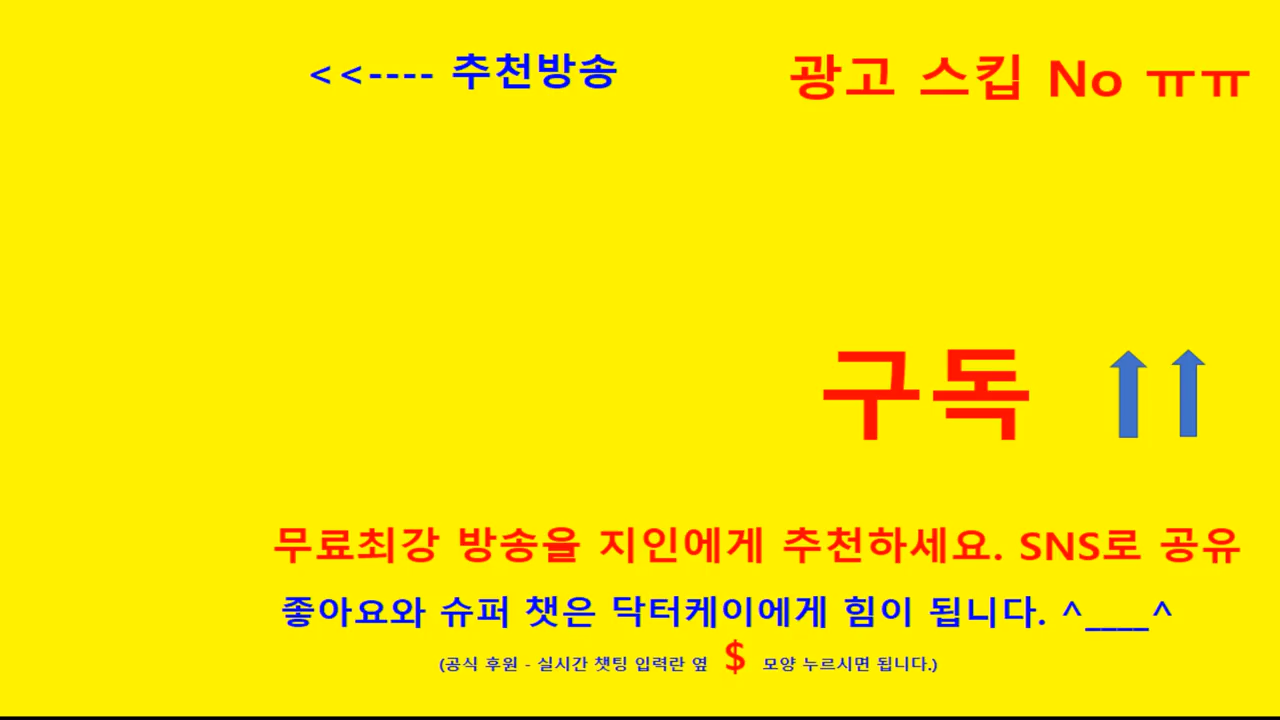 <<---- 추천방송
광고 스킵 No ㅠㅠ
구독
무료최강 방송을 지인에게 추천하세요. SNS로 공유
좋아요와 슈퍼 챗은 닥터케이에게 힘이 됩니다. ^____^
(공식 후원 - 실시간 챗팅 입력란 옆 $ 모양 누르시면 됩니다.)